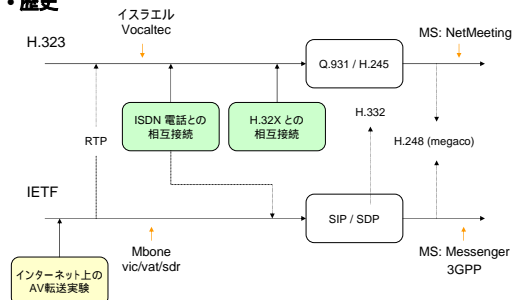 ・歴史
イスラエル
Vocaltec
H.323
MS: NetMeeting
Q.931 / H.245
ISDN 電話との
相互接続
H.32X との
相互接続
H.332
RTP
H.248 (megaco)
IETF
SIP / SDP
Mbone
vic/vat/sdr
MS: Messenger
3GPP
インターネット上の
AV転送実験